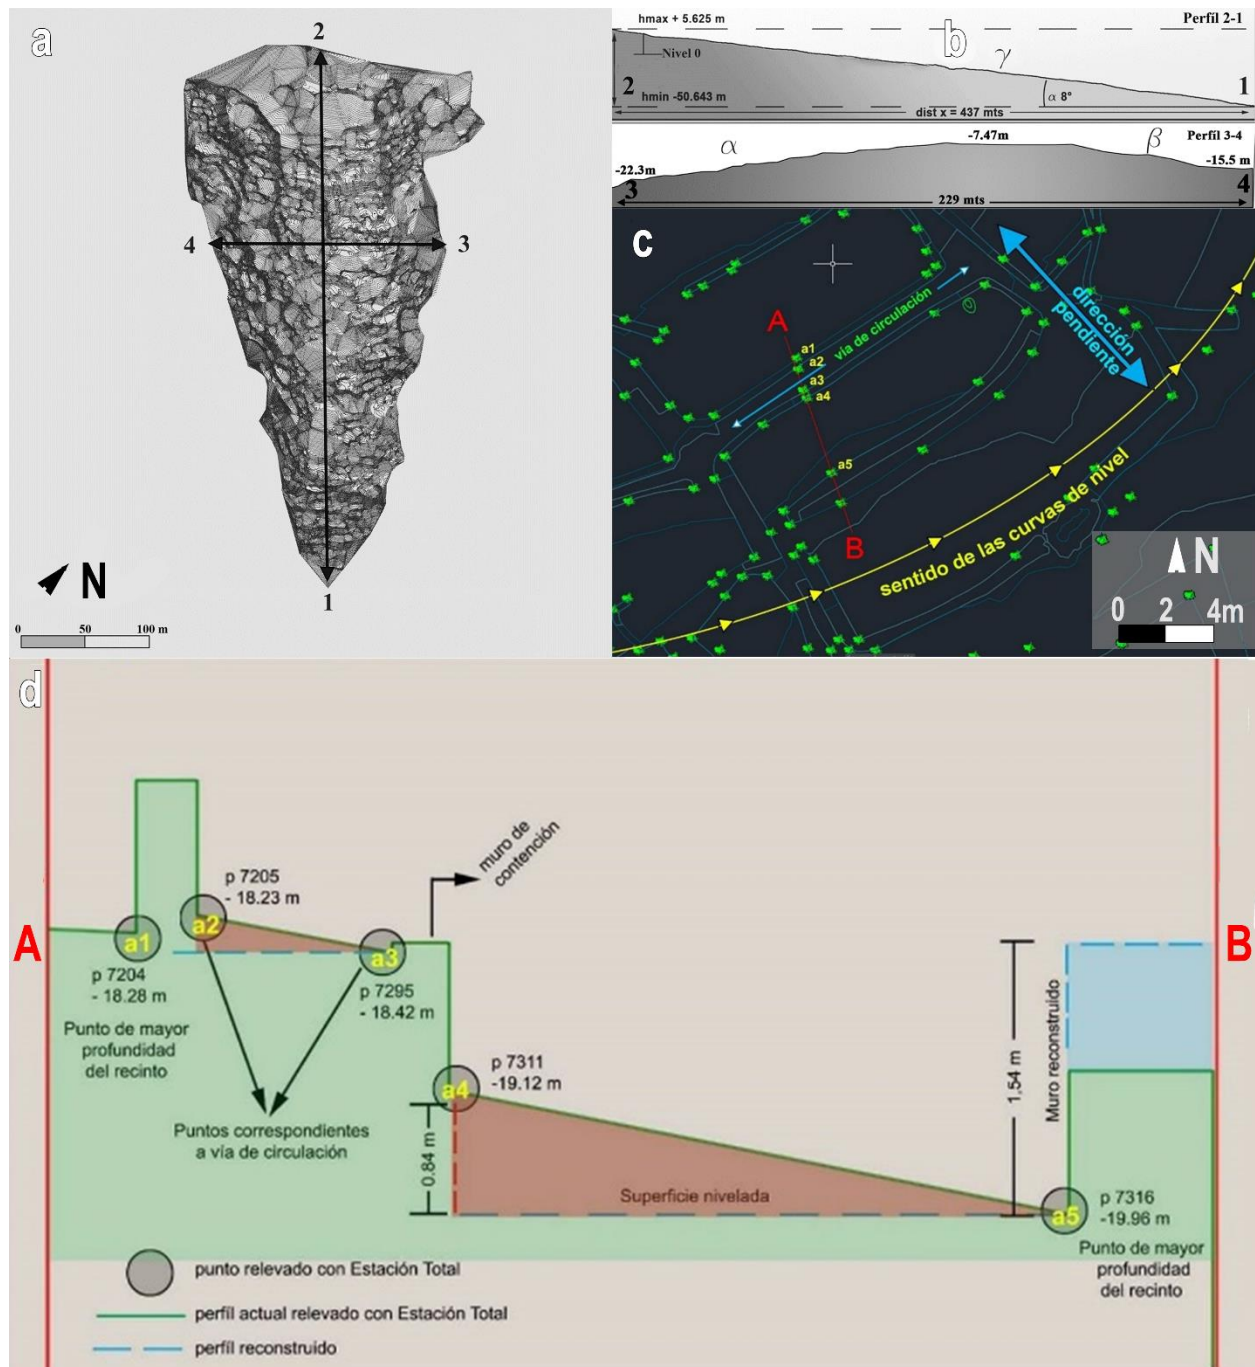 a
2
4
3
1
N
0 50 100 m
hmax + 5.625 m
Perfíl 2-1
b
γ
Nivel 0
2
1
hmin -50.643 m
α 8°
dist x = 437 mts
-7.47m
Perfíl 3-4
α
β
-22.3m
-15.5 m
3
4
229 mts
c
A
vía de circulación
dirección
pendiente
a1
a2
a3
a4
a5
B
sentido de las curvas de nivel
N
0 2 4m
d
muro de
contención
p 7205
- 18.23 m
A
a1
a2
a3
B
p 7204
- 18.28 m
p 7295
- 18.42 m
Punto de mayor
profundidad
del recinto
p 7311
-19.12 m
a4
Puntos correspondientes
a vía de circulación
0.84 m
1,54 m
Muro reconstruido
Superficie nivelada
a5
p 7316
-19.96 m
Punto de mayor
profundidad
del recinto
punto relevado con Estación Total
perfíl actual relevado con Estación Total
perfíl reconstruido